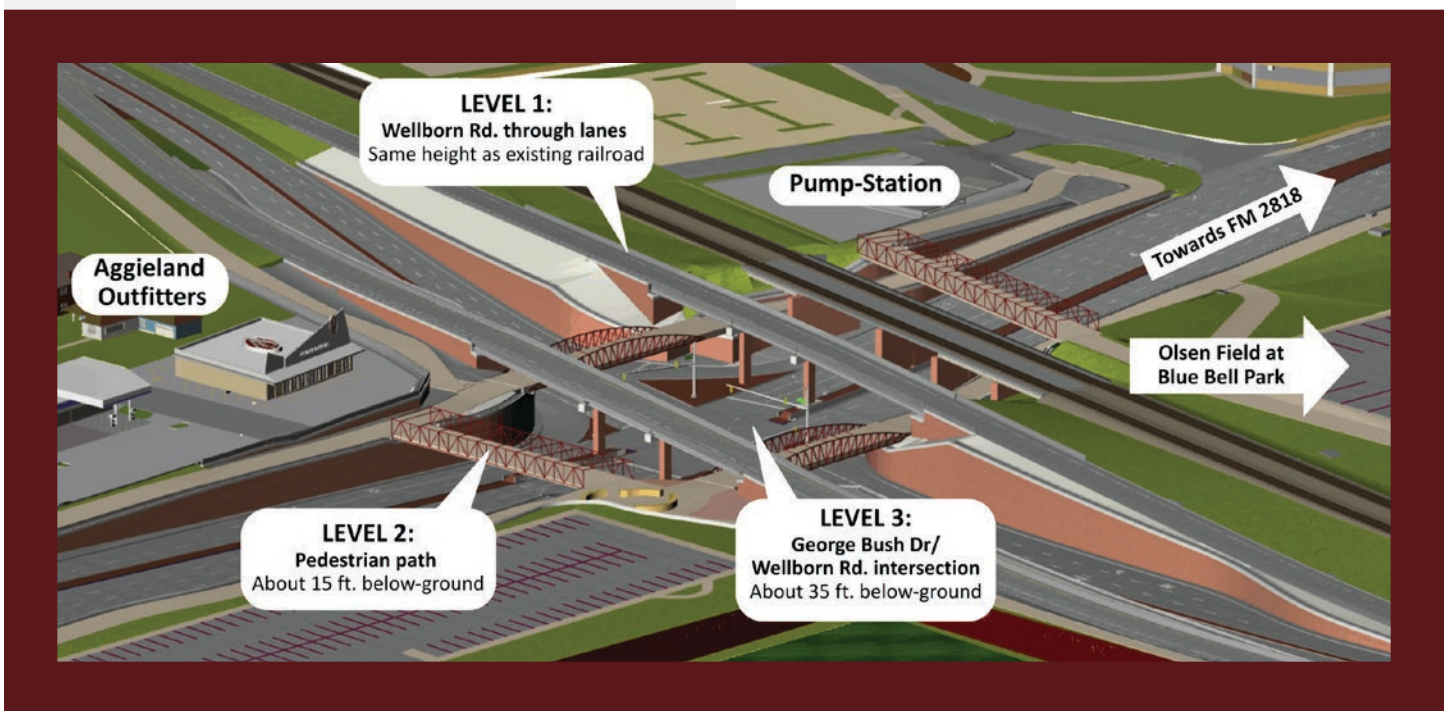 LEVEL 1:
Wellborn Rd. through lanes
Same height as existing railroad
Pump-Station
Towards FM 2818
Aggieland
Outfitters
Olsen Field at
Blue Bell Park
LEVEL 2:
Pedestrian path
About 15 ft. below-ground
LEVEL 3:
George Bush Dr/
Wellborn Rd. intersection
About 35 ft. below-ground